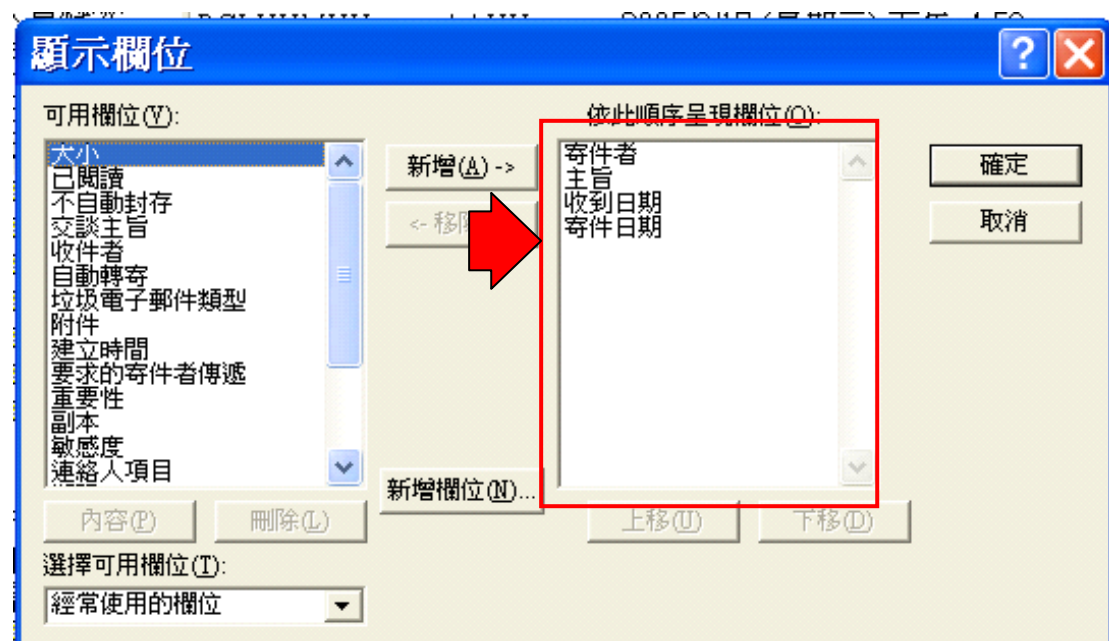 顯示欄位
可用欄位(V):
大小
已閱讀
不自動封存
交談主旨
收件者
自動轉寄
垃圾電子郵件類型
附件
建立時間
要求的寄件者傳遞
重要性
副本
敏感度
連絡人項目
內容(P)
刪除(L)
選擇可用欄位(T):
經常使用的欄位
新增(A) ->
<- 移
新增欄位(N)...
依此順序呈現欄位(O):
寄件者
主旨
收到日期
寄件日期
上移(U)
下移(D)
確定
取消